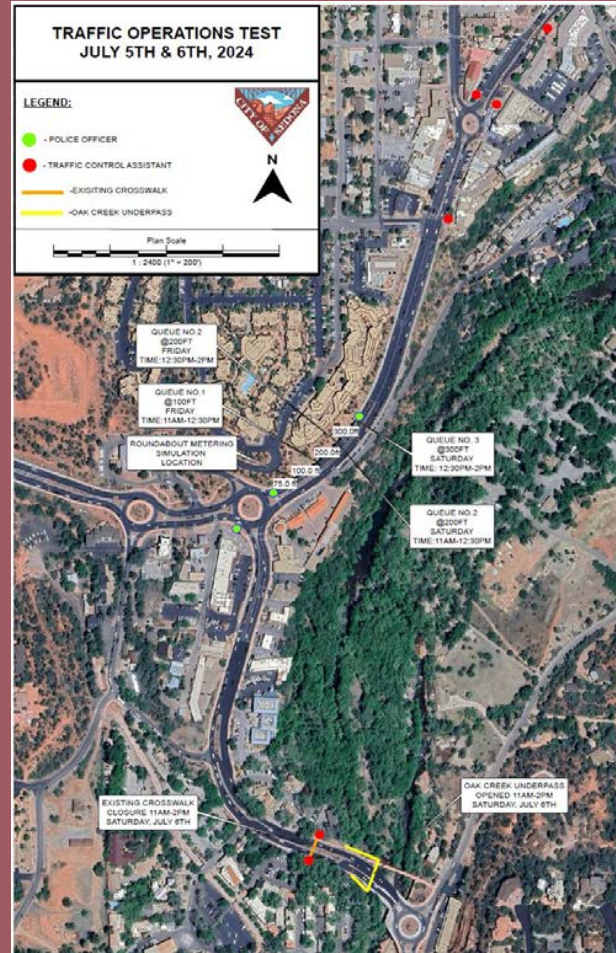 TRAFFIC OPERATIONS TEST
JULY 5TH & 6TH, 2024
LEGEND:
CITY OF SEDONA
- POLICE OFFICER
- TRAFFIC CONTROL ASSISTANT
N
-EXISITING CROSSWALK
-OAK CREEK UNDERPASS
Plan Scale
1 : 2400 (1" = 200')
QUEUE NO.2
@200FT
FRIDAY
TIME:12:30PM-2PM
QUEUE NO.1
@100FT
FRIDAY
TIME:11AM-12:30PM
ROUNDABOUT METERING
SIMULATION
LOCATION
300.0ft
200.0ft
100.0 ft
75.0 ft
QUEUE NO. 3
@300FT
SATURDAY
TIME: 12:30PM-2PM
QUEUE NO.2
@200FT
SATURDAY
TIME:11AM-12:30PM
EXISTING CROSSWALK
CLOSURE 11AM-2PM
SATURDAY, JULY 6TH
OAK CREEK UNDERPASS
OPENED 11AM-2PM
SATURDAY, JULY 6TH